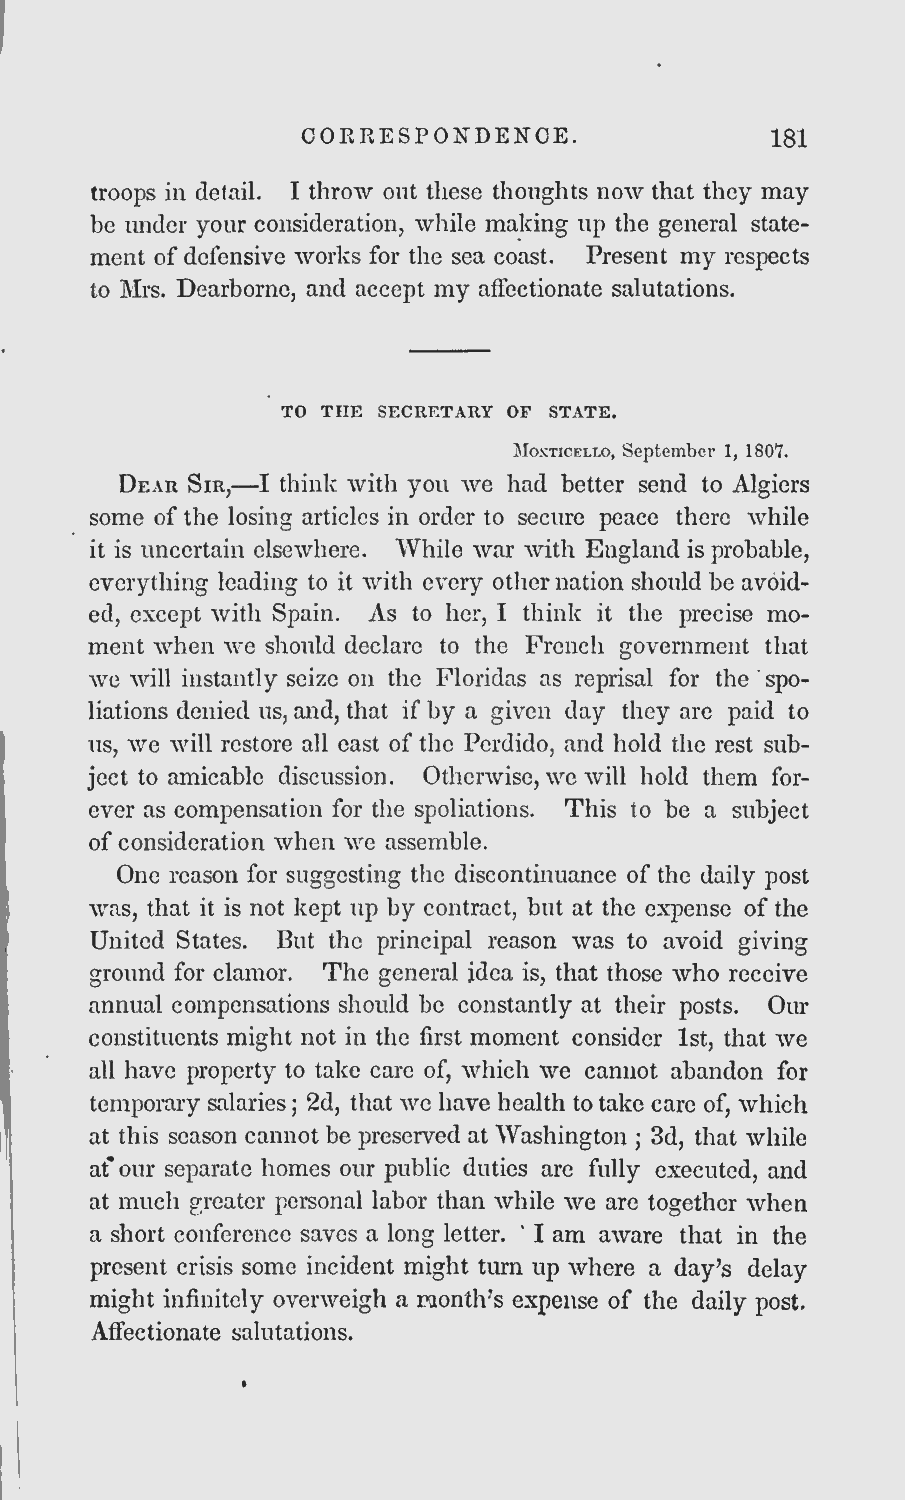 CORRESPONDENCE. 181
troops in detail. I throw out these thoughts now that they may
be under your consideration, while making up the general state-
ment of defensive works for the sea coast. Present my respects
to Mrs. Dearborne, and accept my affectionate salutations.
TO THE SECRETARY OF STATE.
MONTICELLO, September 1, 1807.
DEAR SIR,—I think with you we had better send to Algiers
some of the losing articles in order to secure peace there while
it is uncertain elsewhere. While war with England is probable,
everything leading to it with every other nation should be avoid-
ed, except with Spain. As to her, I think it the precise mo-
ment when we should declare to the French government that
we will instantly seize on the Floridas as reprisal for the spo-
liations denied us, and, that if by a given day they are paid to
us, we will restore all east of the Perdido, and hold the rest sub-
ject to amicable discussion. Otherwise, we will hold them for-
ever as compensation for the spoliations. This to be a subject
of consideration when we assemble.
One reason for suggesting the discontinuance of the daily post
was, that it is not kept up by contract, but at the expense of the
United States. But the principal reason was to avoid giving
ground for clamor. The general idea is, that those who receive
annual compensations should be constantly at their posts. Our
constituents might not in the first moment consider 1st, that we
all have property to take care of, which we cannot abandon for
temporary salaries; 2d, that we have health to take care of, which
at this season cannot be preserved at Washington; 3d, that while
at our separate homes our public duties are fully executed, and
at much greater personal labor than while we are together when
a short conference saves a long letter. I am aware that in the
present crisis some incident might turn up where a day's delay
might infinitely overweigh a month's expense of the daily post.
Affectionate salutations.